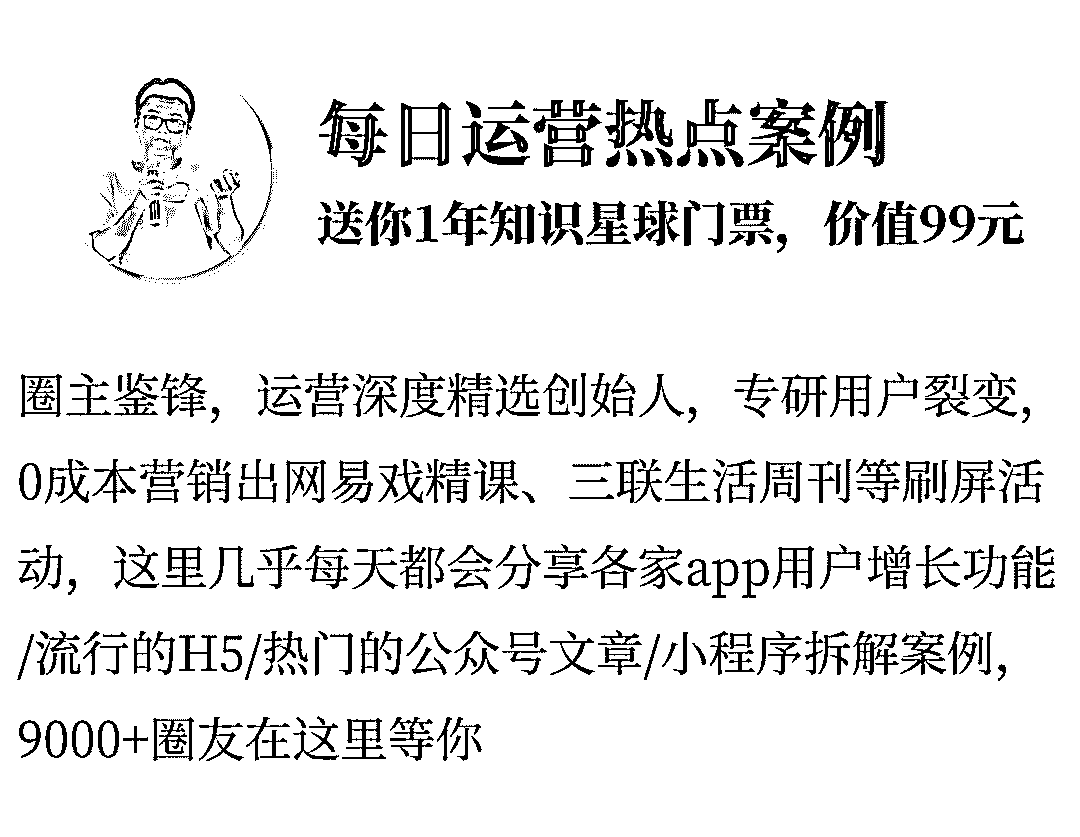 每日运营热点案例
送你1年知识星球门票，价值99元
圈主鉴锋，运营深度精选创始人，专研用户裂变，
0成本营销出网易戏精课、三联生活周刊等刷屏活
动，这里几乎每天都会分享各家app用户增长功能
/流行的H5/热门的公众号文章/小程序拆解案例，
9000+圈友在这里等你